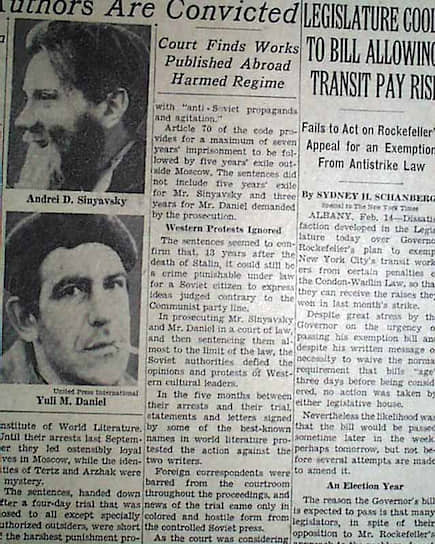 uthors Are Convicted
Court Finds Works
Published Abroad
Harmed Regime
Andrei D. Sinyavsky
United Press International
Yuli M. Daniel
nstitute of World Literature.
Until their arrests last Septem-
er they led ostensibly loyal
ives in Moscow, while the iden-
ities of Tertz and Arzhak were
mystery.
The sentences, handed down
fter a four-day trial that was
losed to all except specially
uthorized outsiders, were short
f the harshest punishment pro-
with "anti-Soviet propaganda
and agitation."
Article 70 of the code pro-
vides for a maximum of seven
years' imprisonment to be fol-
lowed by five years' exile out-
side Moscow. The sentences did
not include five years' exile
for Mr. Sinyavsky and three
years for Mr. Daniel demanded
by the prosecution.
Western Protests Ignored
The sentences seemed to con-
firm that, 13 years after the
death of Stalin, it could still be
a crime punishable under law
for a Soviet citizen to express
ideas judged contrary to the
Communist party line.
In prosecuting Mr. Sinyavsky
and Mr. Daniel in a court of law,
and then sentencing them al-
most to the limit of the law, the
Soviet authorities defied the
opinions and protests of West-
ern cultural leaders.
In the five months between
their arrests and their trial,
statements and letters signed
by some of the best-known
names in world literature pro-
tested the action against the
two writers.
Foreign correspondents were
barred from the courtroom
throughout the proceedings, and
news of the trial came only in
colored and hostile form from
the controlled Soviet press.
As the court was considering
LEGISLATURE COOL
TO BILL ALLOWING
TRANSIT PAY RIS
Fails to Act on Rockefeller'
Appeal for an Exemption
From Antistrike Law
By SYDNEY H. SCHANBERG
Special to The New York Times
ALBANY, Feb. 14—Dissatis-
faction developed in the Legis-
lature today over Governor
Rockefeller's plan to exempt
New York City's transit work-
ers from certain penalties of
the Condon-Wadlin Law, so tha
they can receive the raises they
won in last month's strike.
Despite great stress by the
Governor on the urgency o
passing his exemption bill and
despite his written message o
necessity to waive the norma
requirement that bills "age"
three days before being consid
ered, no action was taken by
either legislative house.
Nevertheless the likelihood was
that the bill would be passed
sometime later in the week
perhaps tomorrow, but not be-
fore several attempts are made
to amend it.
An Election Year
The reason the Governor's bill
is expected to pass is that many
legislators, in spite of their
opposition to Mr. Rockefeller's